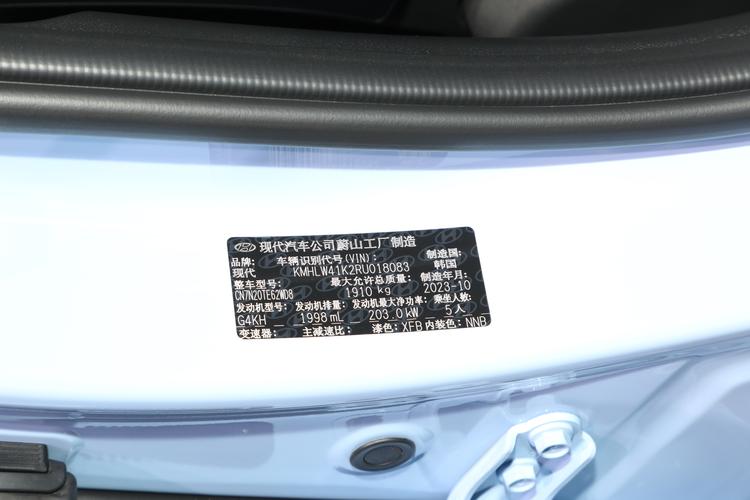 现代汽车公司蔚山工厂 制造
品牌: 车辆识别代号(VIN): 制造国:
现代 KMHLW41K2RU018083 韩国
整车型号: 最大允许总质量: 制造年月:
CN7N20TE62WD8 1910 kg 2023-10
发动机型号: 发动机排量: 发动机最大净功率: 乘坐人数:
G4KH 1998 mL 203.0 kW 5 人
变速器: 主减速比: 漆色: XFB 内装色: NNB